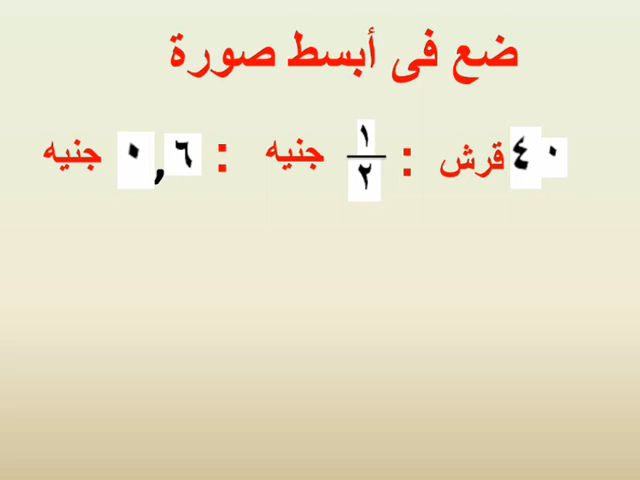 ضع فى أبسط صورة
٤٠ قرش : ١/٢ جنيه : ٠,٦ جنيه